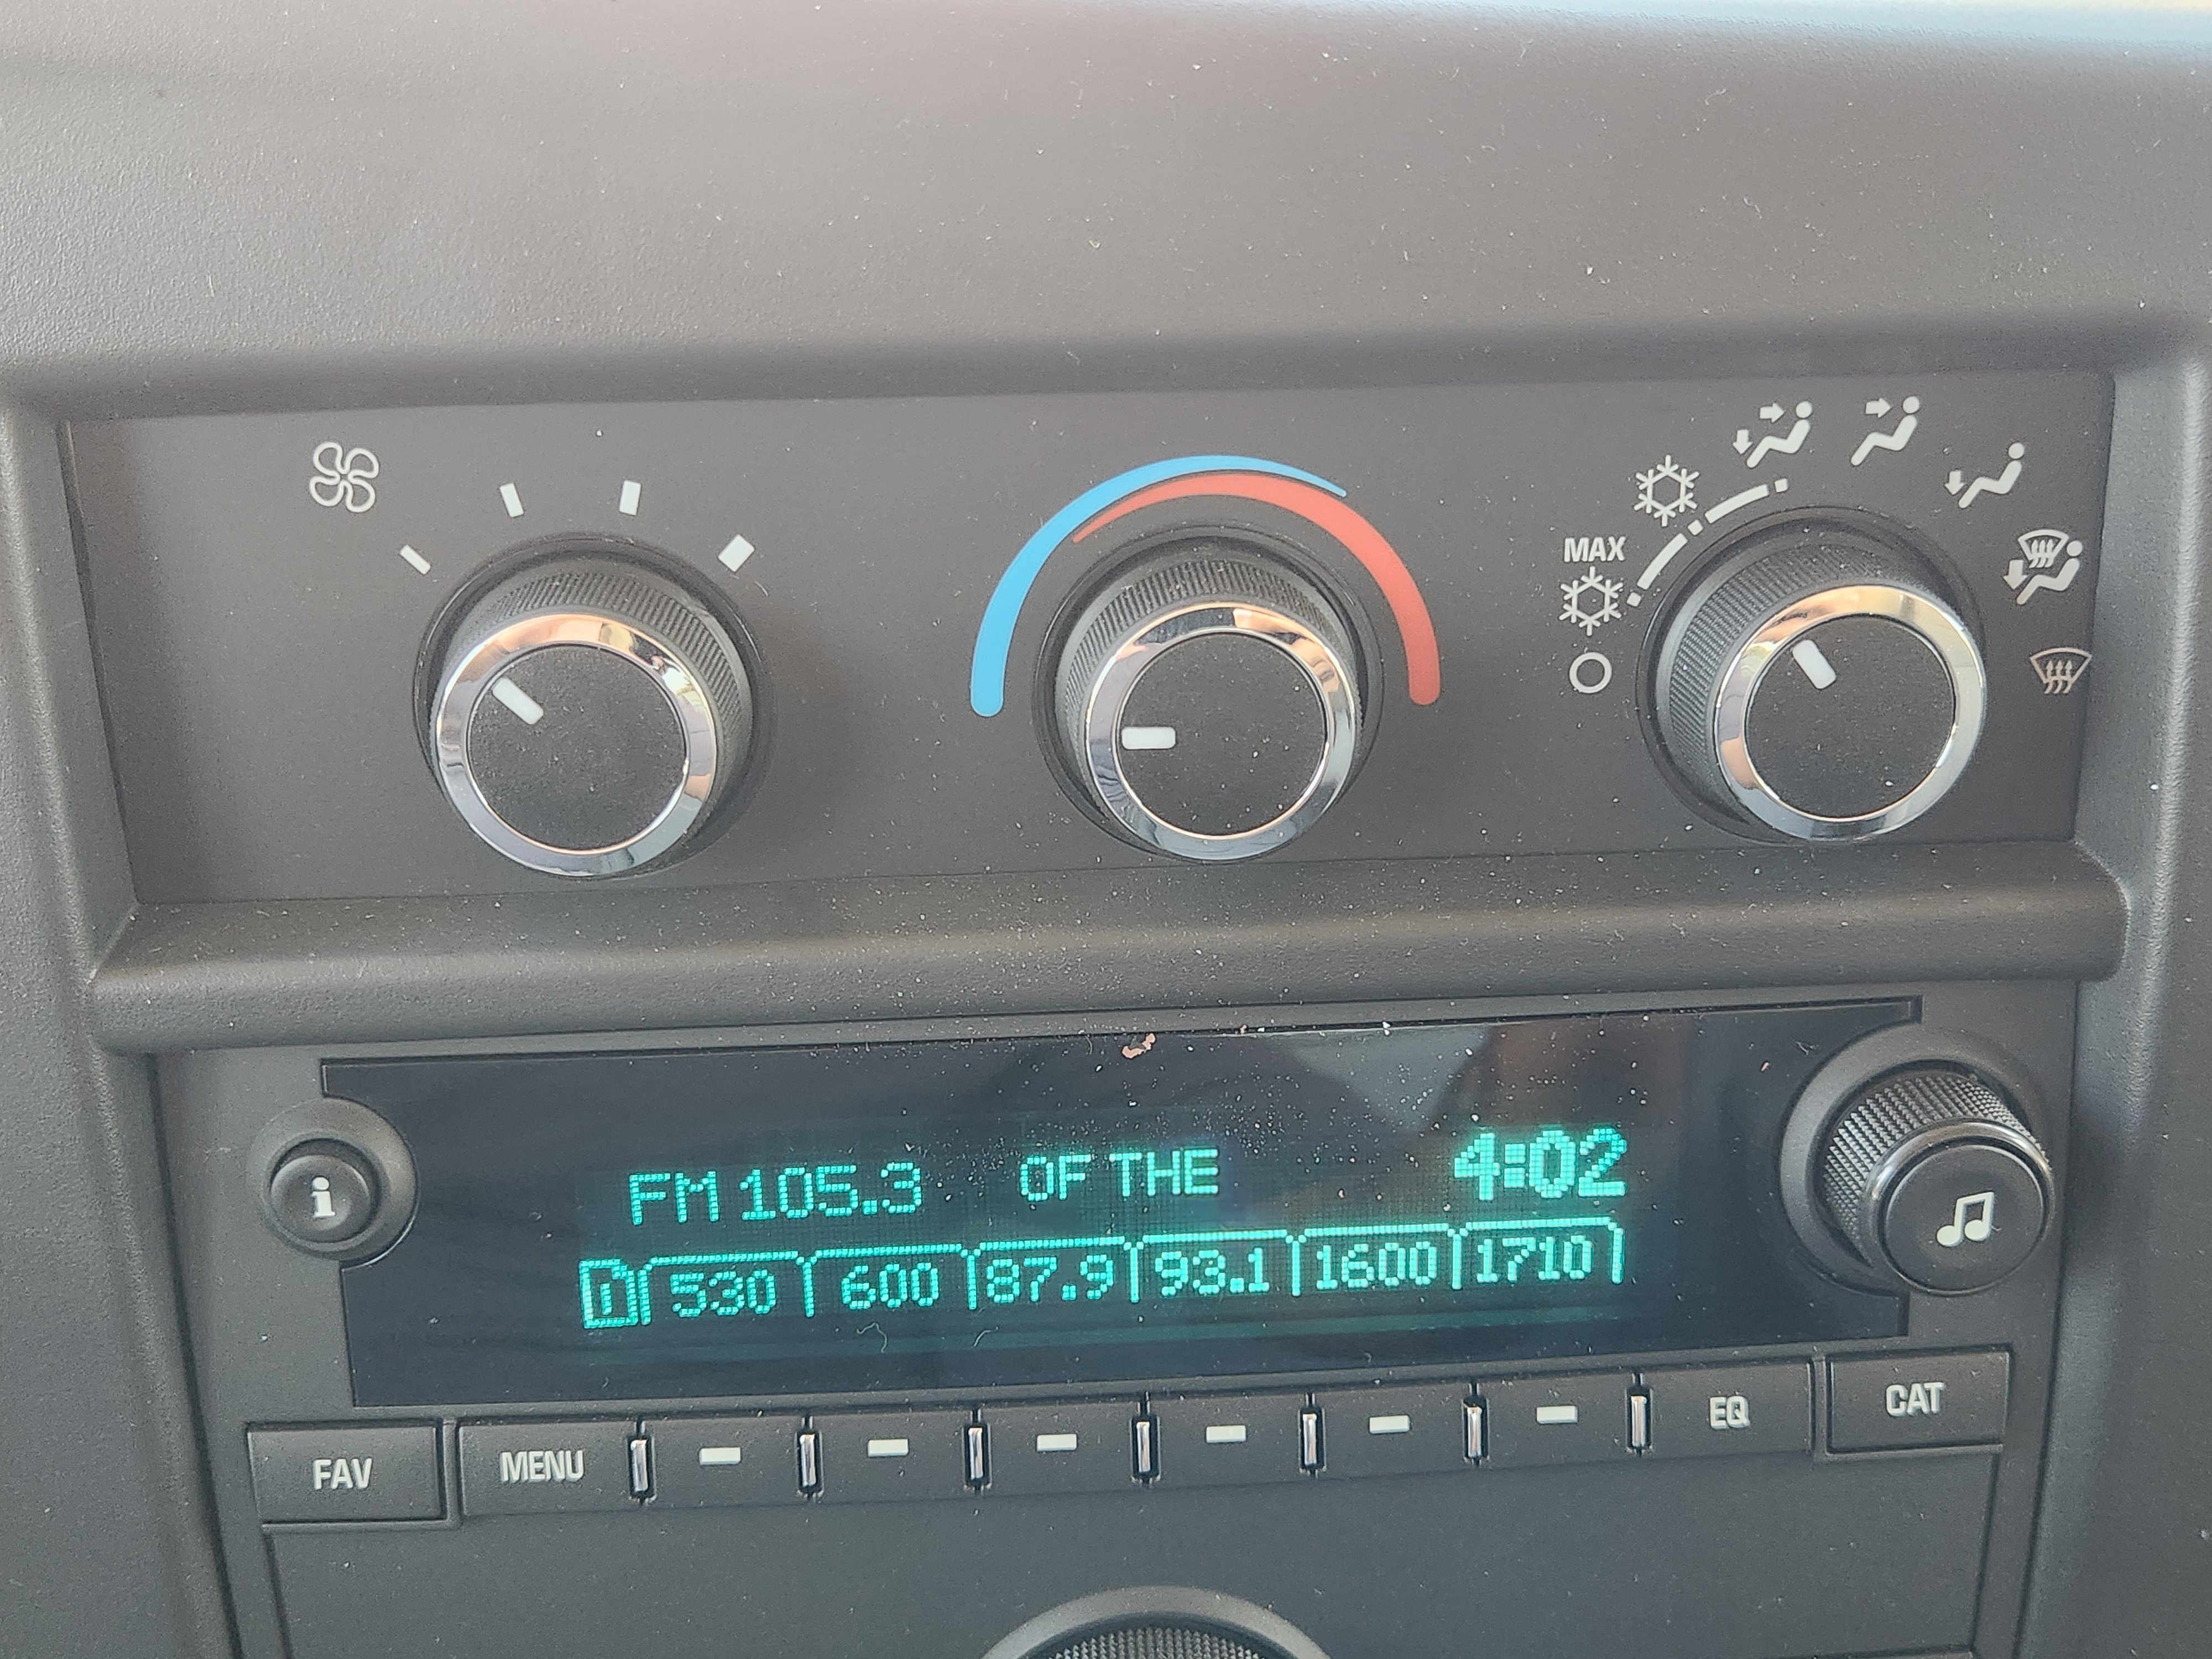 MAX
FM 105.3 OF THE 4:02
1 530 600 87.9 93.1 1600 1710
i
FAV MENU EQ CAT